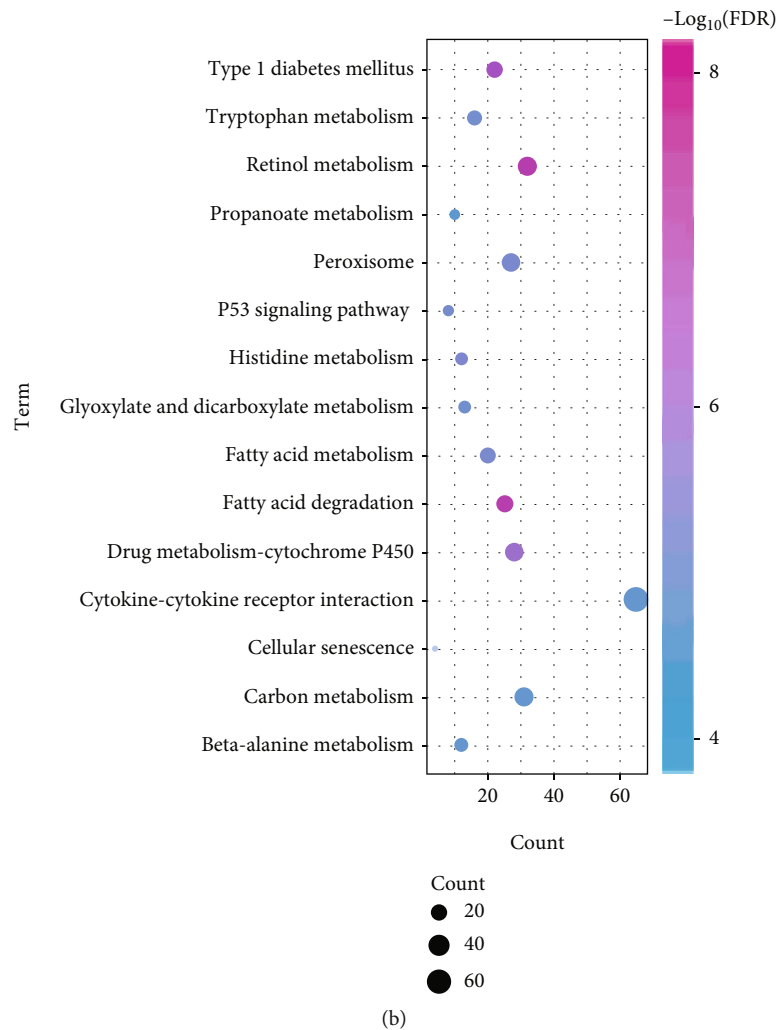 −Log₁₀(FDR)
8
6
4
Term
Type 1 diabetes mellitus
Tryptophan metabolism
Retinol metabolism
Propanoate metabolism
Peroxisome
P53 signaling pathway
Histidine metabolism
Glyoxylate and dicarboxylate metabolism
Fatty acid metabolism
Fatty acid degradation
Drug metabolism-cytochrome P450
Cytokine-cytokine receptor interaction
Cellular senescence
Carbon metabolism
Beta-alanine metabolism
20 40 60
Count
Count
20
40
60
(b)